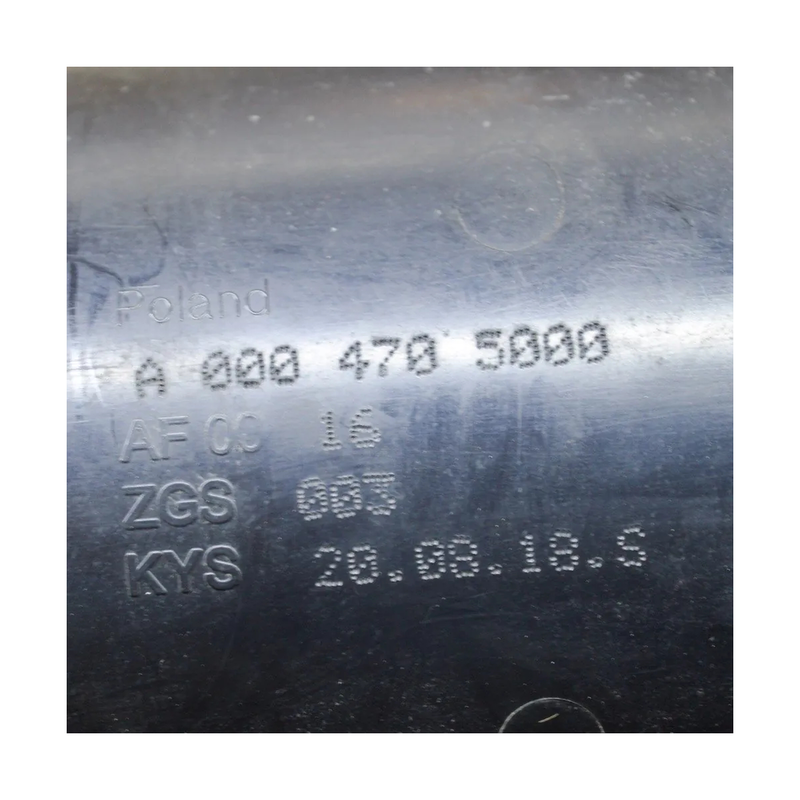 Poland
A 000 470 5000
AF 00 16
ZGS 003
KYS 20.08.18.S